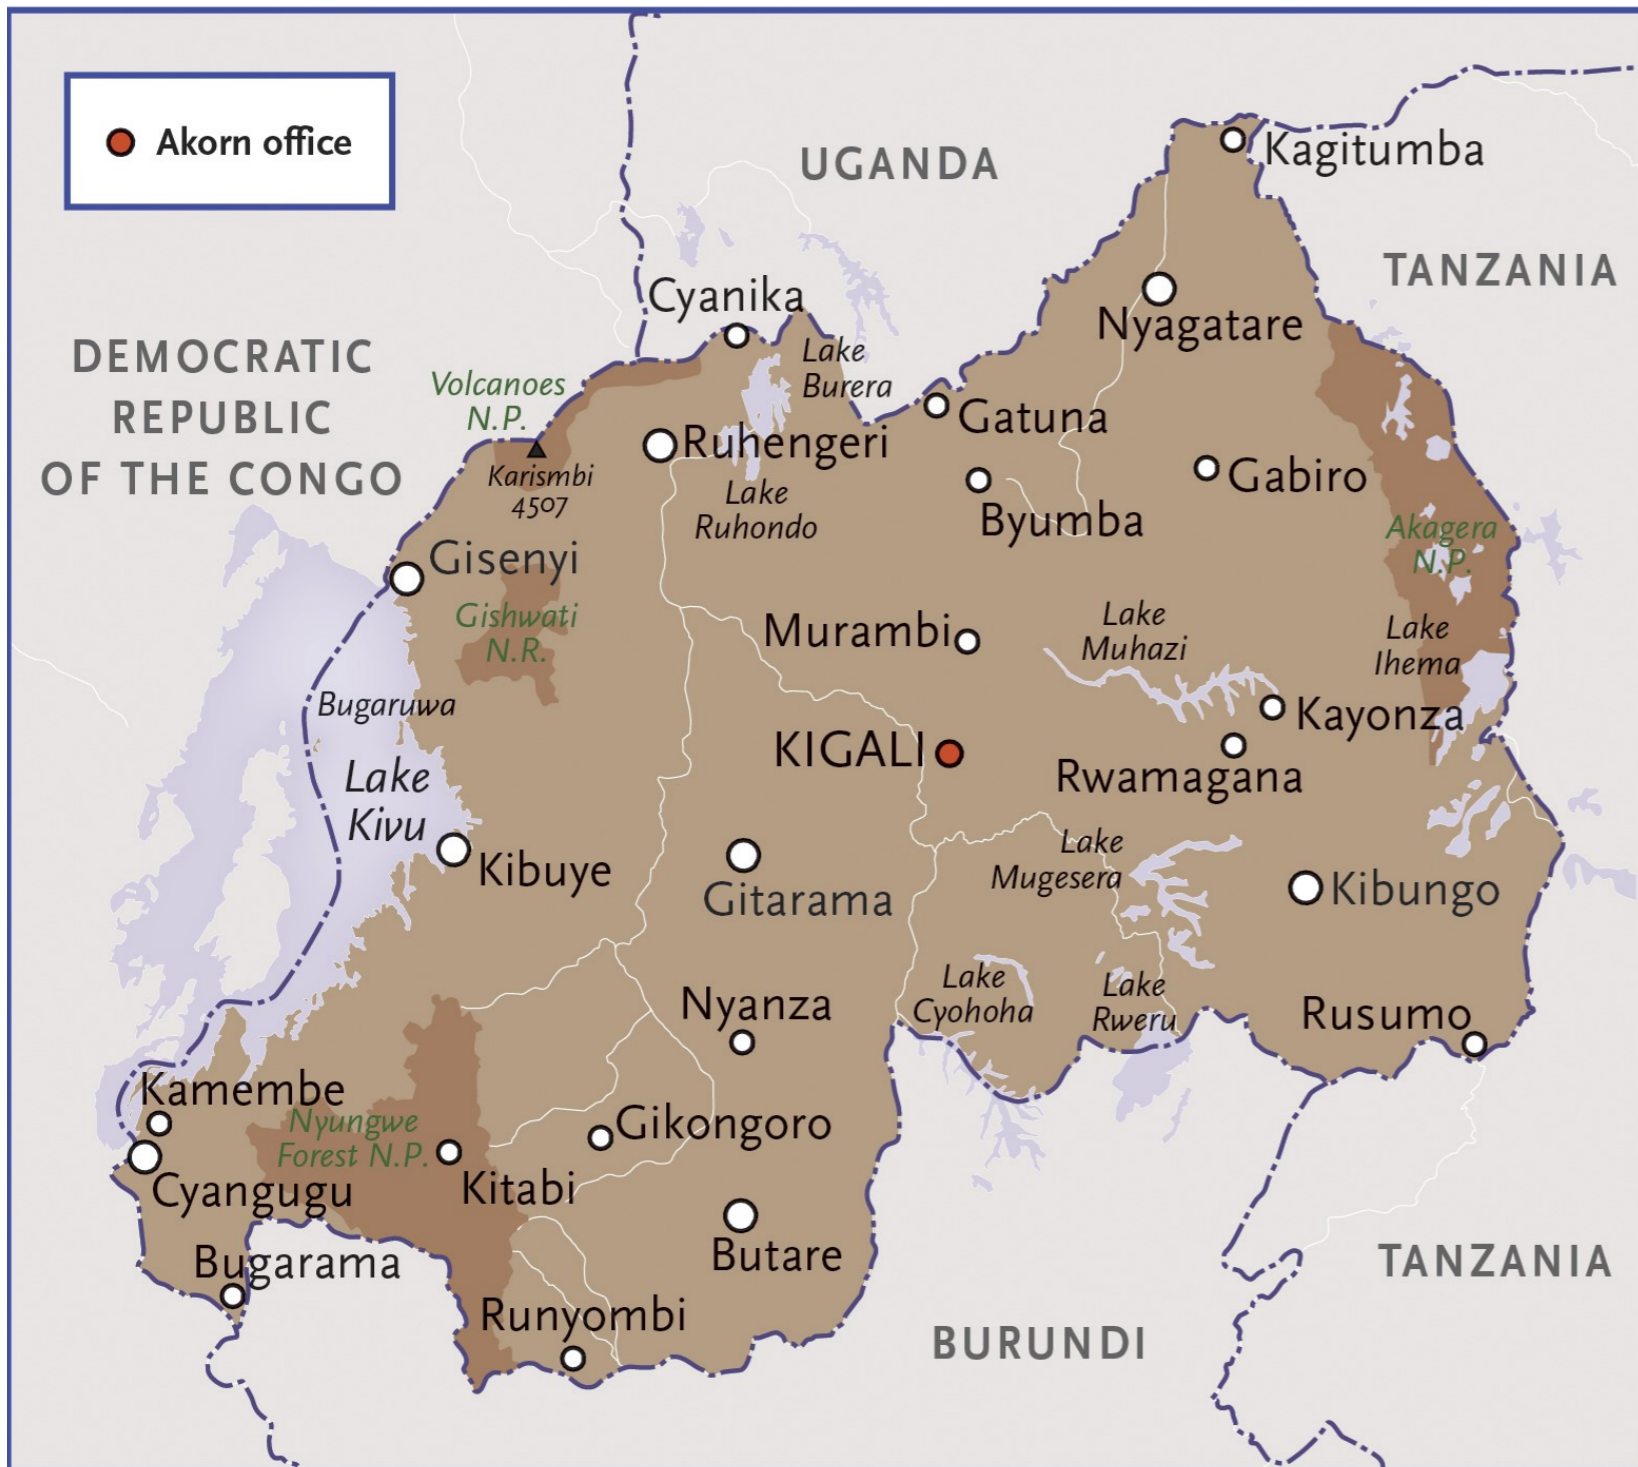 Akorn office
UGANDA
Kagitumba
TANZANIA
Cyanika
Nyagatare
DEMOCRATIC
REPUBLIC
OF THE CONGO
Lake
Burera
Volcanoes
N.P.
Gatuna
Ruhengeri
Karismbi
4507
Gabiro
Lake
Ruhondo
Byumba
Akagera
N.P.
Gisenyi
Gishwati
N.R.
Murambi
Lake
Muhazi
Lake
Ihema
Bugaruwa
Kayonza
KIGALI
Rwamagana
Lake
Kivu
Kibuye
Gitarama
Lake
Mugesera
Kibungo
Lake
Cyohoha
Lake
Rweru
Nyanza
Rusumo
Kamembe
Nyungwe
Forest N.P.
Gikongoro
Cyangugu
Kitabi
Butare
Bugarama
TANZANIA
Runyombi
BURUNDI